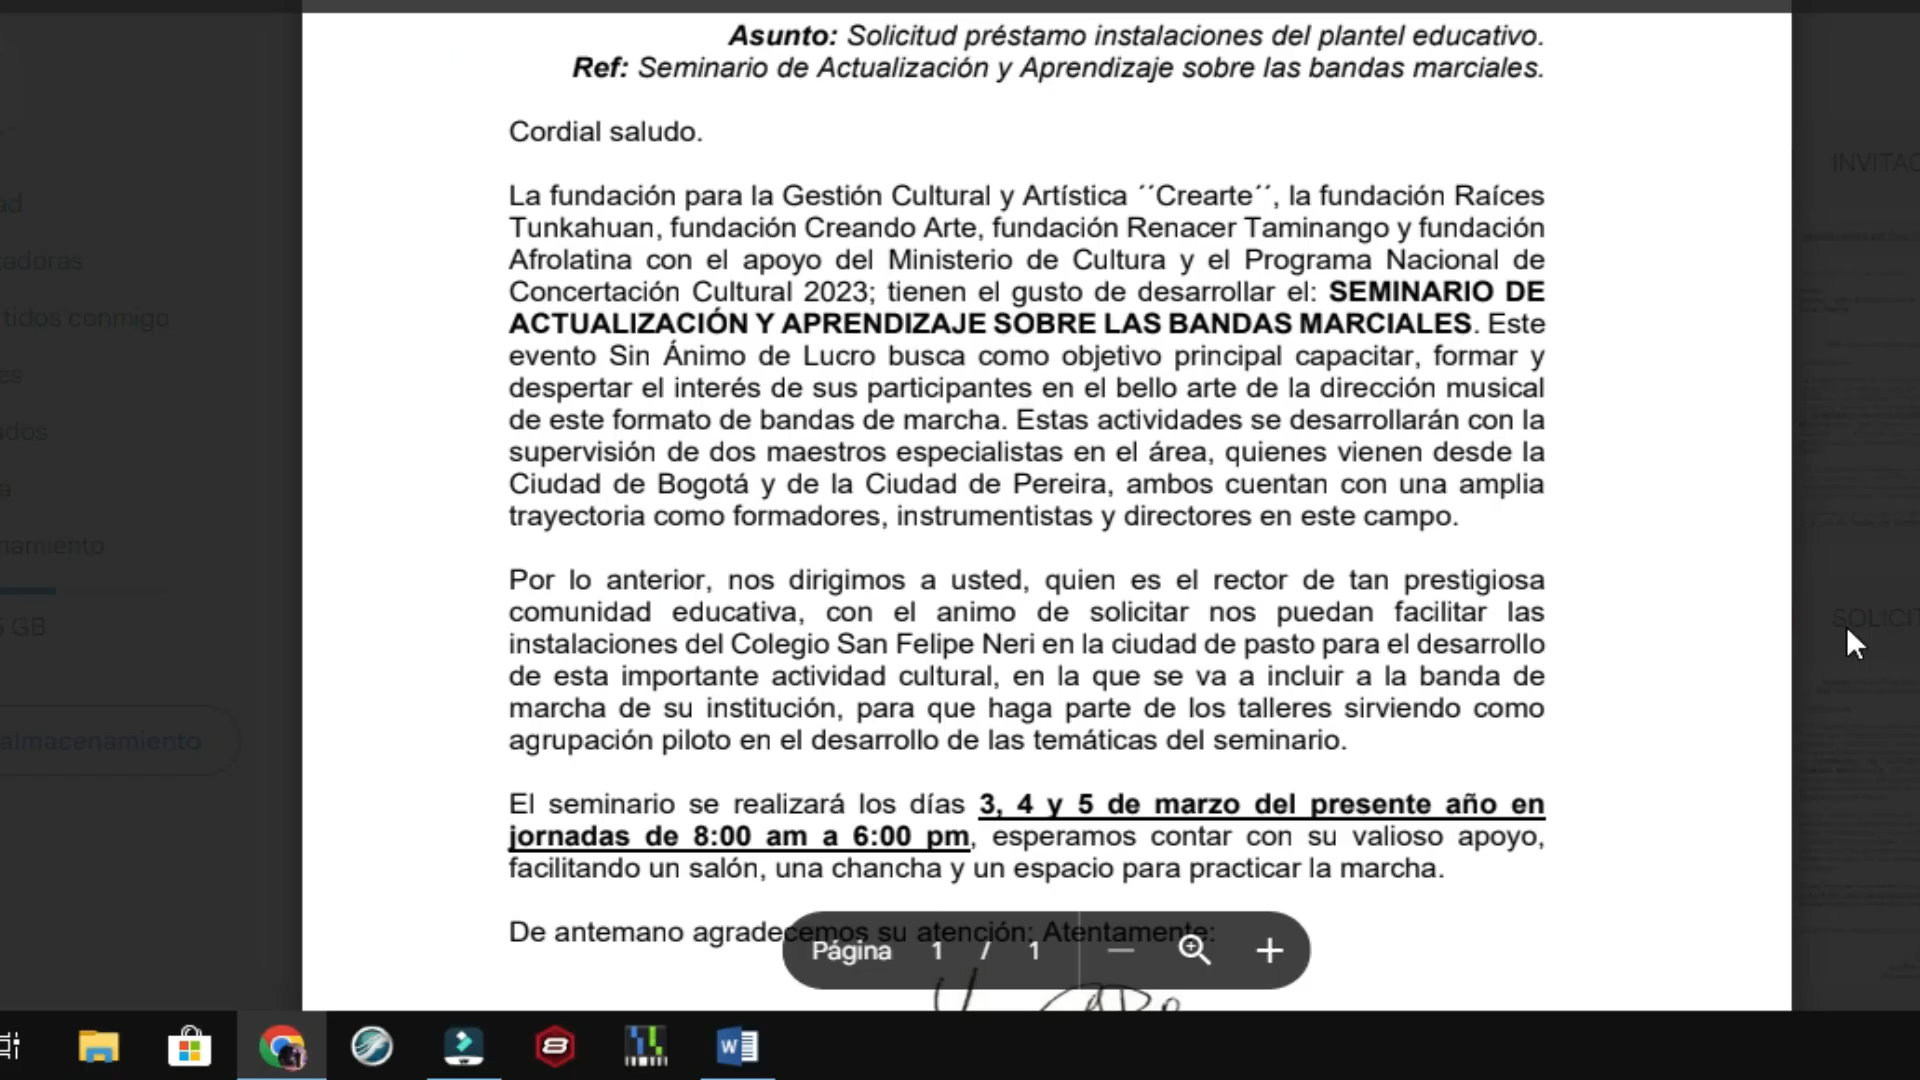 Asunto: Solicitud préstamo instalaciones del plantel educativo.
Ref: Seminario de Actualización y Aprendizaje sobre las bandas marciales.
Cordial saludo.
La fundación para la Gestión Cultural y Artística ´´Crearte´´, la fundación Raíces
Tunkahuan, fundación Creando Arte, fundación Renacer Taminango y fundación
Afrolatina con el apoyo del Ministerio de Cultura y el Programa Nacional de
Concertación Cultural 2023; tienen el gusto de desarrollar el: SEMINARIO DE
ACTUALIZACIÓN Y APRENDIZAJE SOBRE LAS BANDAS MARCIALES. Este
evento Sin Ánimo de Lucro busca como objetivo principal capacitar, formar y
despertar el interés de sus participantes en el bello arte de la dirección musical
de este formato de bandas de marcha. Estas actividades se desarrollarán con la
supervisión de dos maestros especialistas en el área, quienes vienen desde la
Ciudad de Bogotá y de la Ciudad de Pereira, ambos cuentan con una amplia
trayectoria como formadores, instrumentistas y directores en este campo.
Por lo anterior, nos dirigimos a usted, quien es el rector de tan prestigiosa
comunidad educativa, con el animo de solicitar nos puedan facilitar las
instalaciones del Colegio San Felipe Neri en la ciudad de pasto para el desarrollo
de esta importante actividad cultural, en la que se va a incluir a la banda de
marcha de su institución, para que haga parte de los talleres sirviendo como
agrupación piloto en el desarrollo de las temáticas del seminario.
El seminario se realizará los días 3, 4 y 5 de marzo del presente año en
jornadas de 8:00 am a 6:00 pm, esperamos contar con su valioso apoyo,
facilitando un salón, una chancha y un espacio para practicar la marcha.
De antemano agradecemos su atención; Atentamente:
Página 1 / 1
ad
adoras
tidos conmigo
es
ados
a
namiento
GB
almacenamiento
INVITAC
SOLICIT